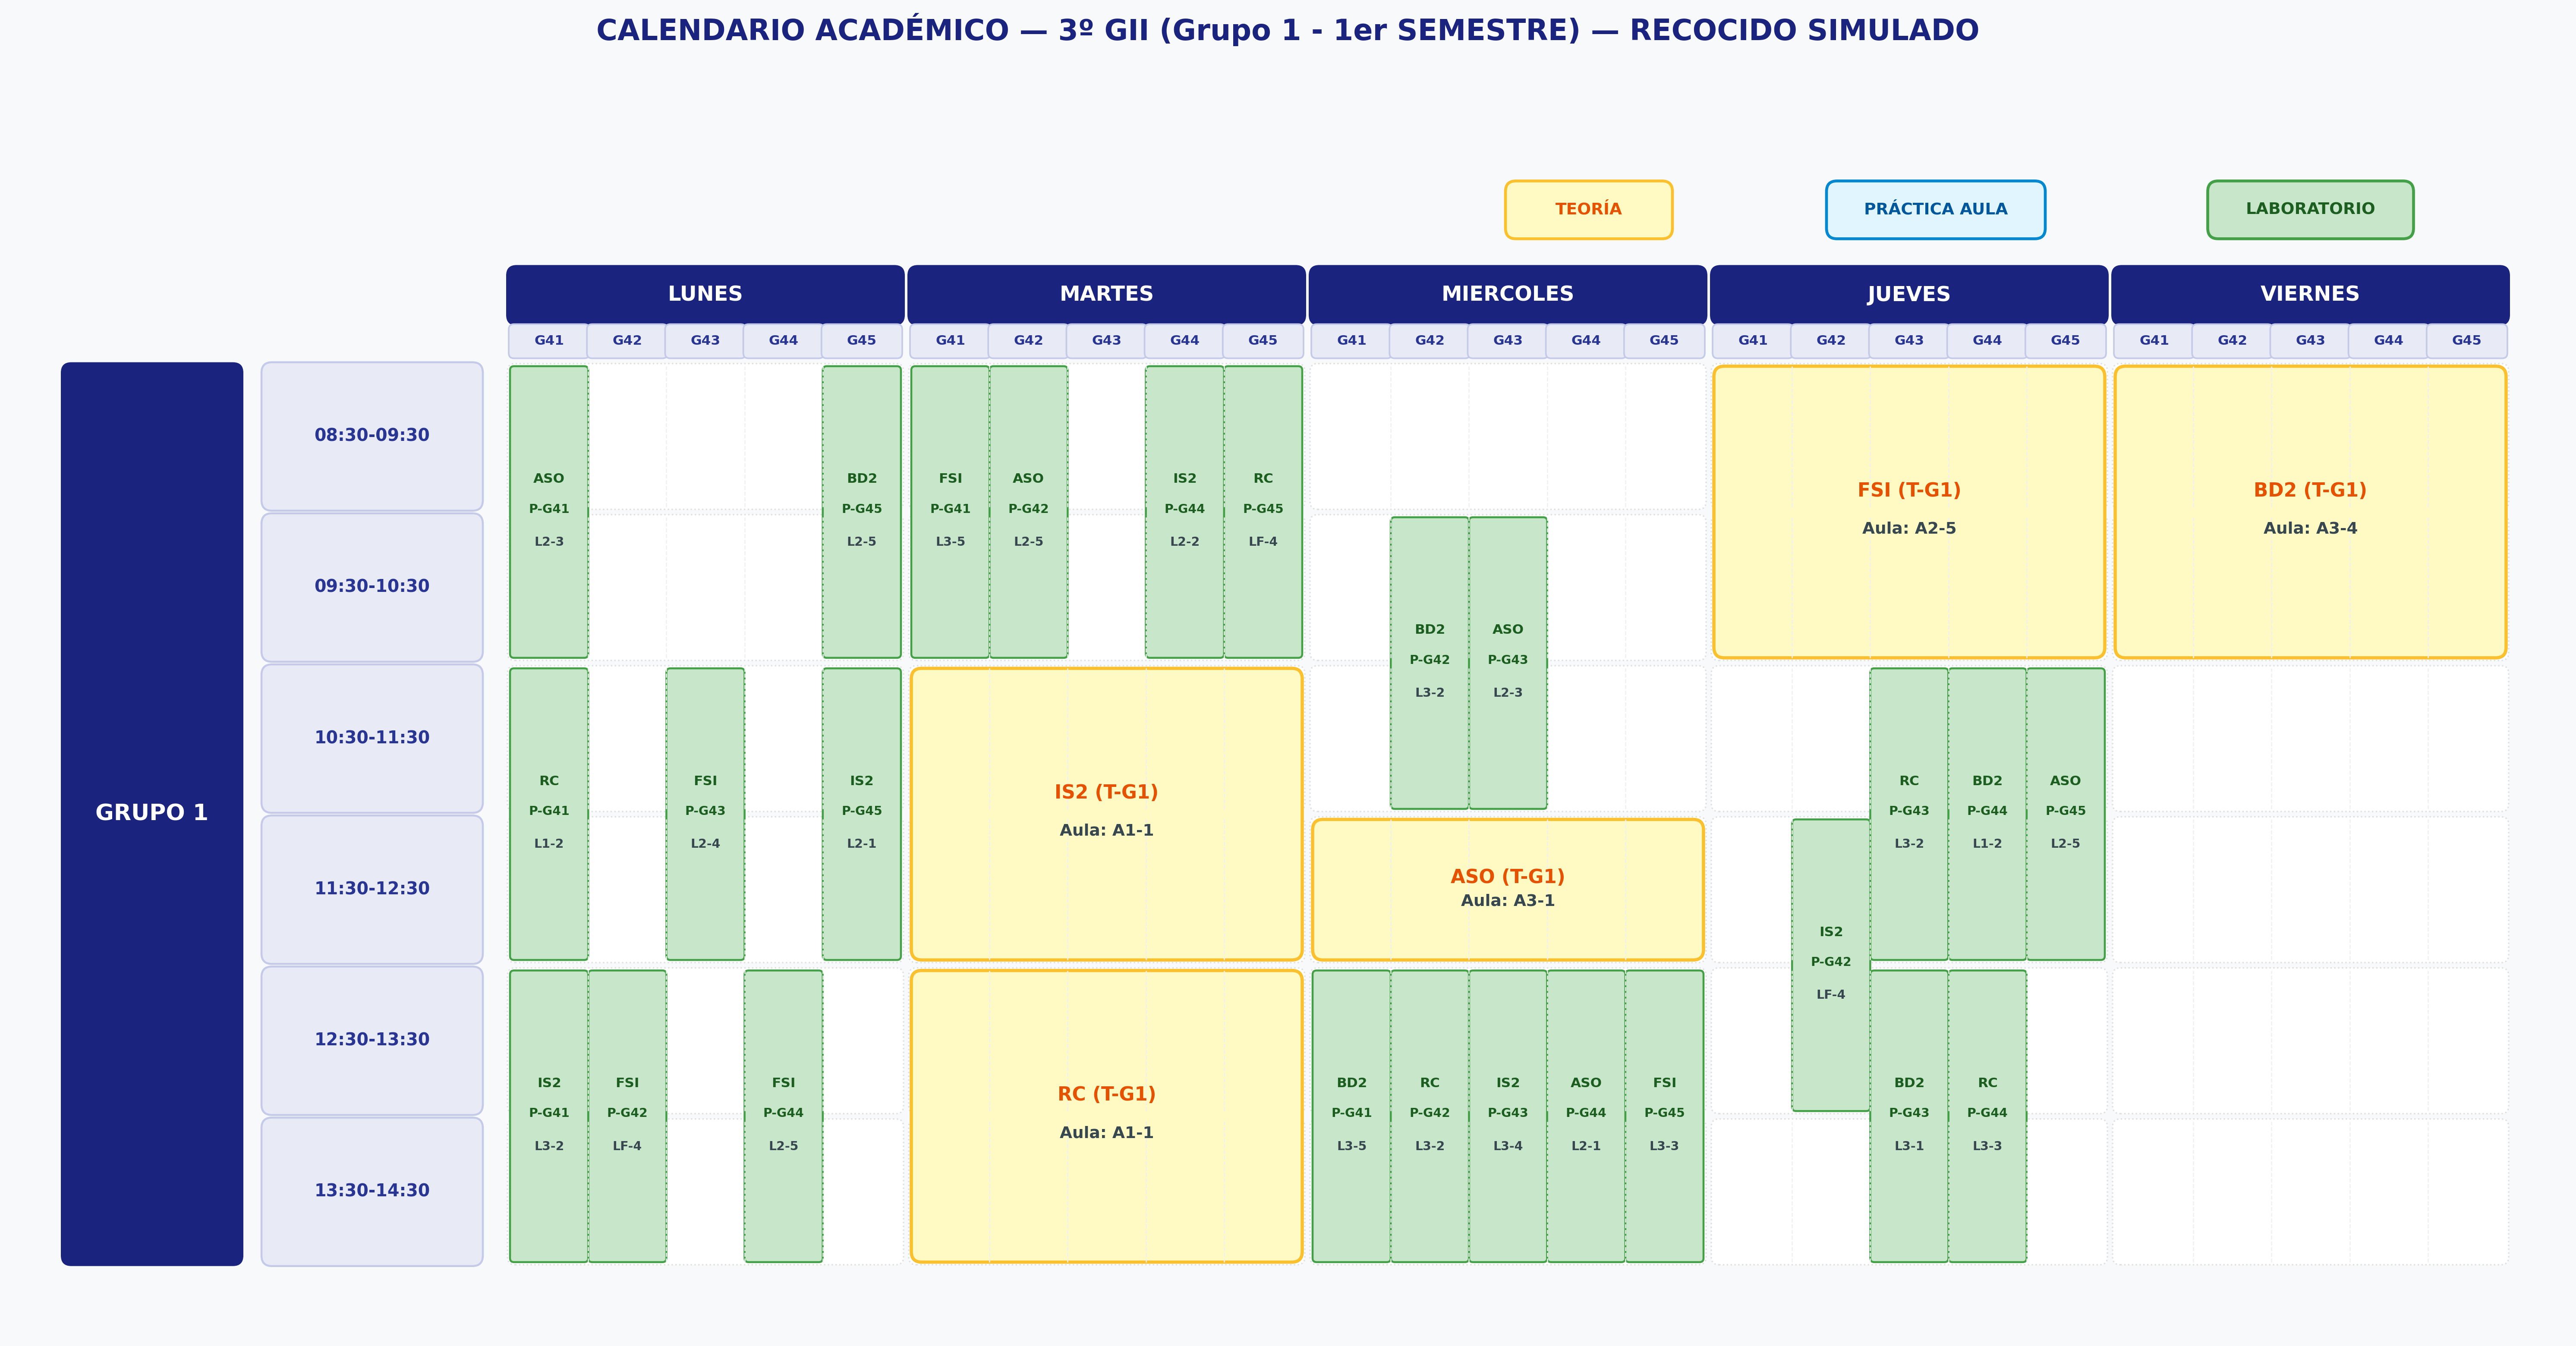 CALENDARIO ACADÉMICO — 3º GII (Grupo 1 - 1er SEMESTRE) — RECOCIDO SIMULADO
TEORÍA
PRÁCTICA AULA
LABORATORIO
LUNES
MARTES
MIERCOLES
JUEVES
VIERNES
G41 G42 G43 G44 G45 G41 G42 G43 G44 G45 G41 G42 G43 G44 G45 G41 G42 G43 G44 G45 G41 G42 G43 G44 G45
GRUPO 1
08:30-09:30
09:30-10:30
10:30-11:30
11:30-12:30
12:30-13:30
13:30-14:30
ASO
P-G41
L2-3
BD2
P-G45
L2-5
RC
P-G41
L1-2
FSI
P-G43
L2-4
IS2
P-G45
L2-1
IS2
P-G41
L3-2
FSI
P-G42
LF-4
FSI
P-G44
L2-5
FSI
P-G41
L3-5
ASO
P-G42
L2-5
IS2
P-G44
L2-2
RC
P-G45
LF-4
IS2 (T-G1)
Aula: A1-1
RC (T-G1)
Aula: A1-1
BD2
P-G42
L3-2
ASO
P-G43
L2-3
ASO (T-G1)
Aula: A3-1
BD2
P-G41
L3-5
RC
P-G42
L3-2
IS2
P-G43
L3-4
ASO
P-G44
L2-1
FSI
P-G45
L3-3
FSI (T-G1)
Aula: A2-5
RC
P-G43
L3-2
BD2
P-G44
L1-2
ASO
P-G45
L2-5
IS2
P-G42
LF-4
BD2
P-G43
L3-1
RC
P-G44
L3-3
BD2 (T-G1)
Aula: A3-4